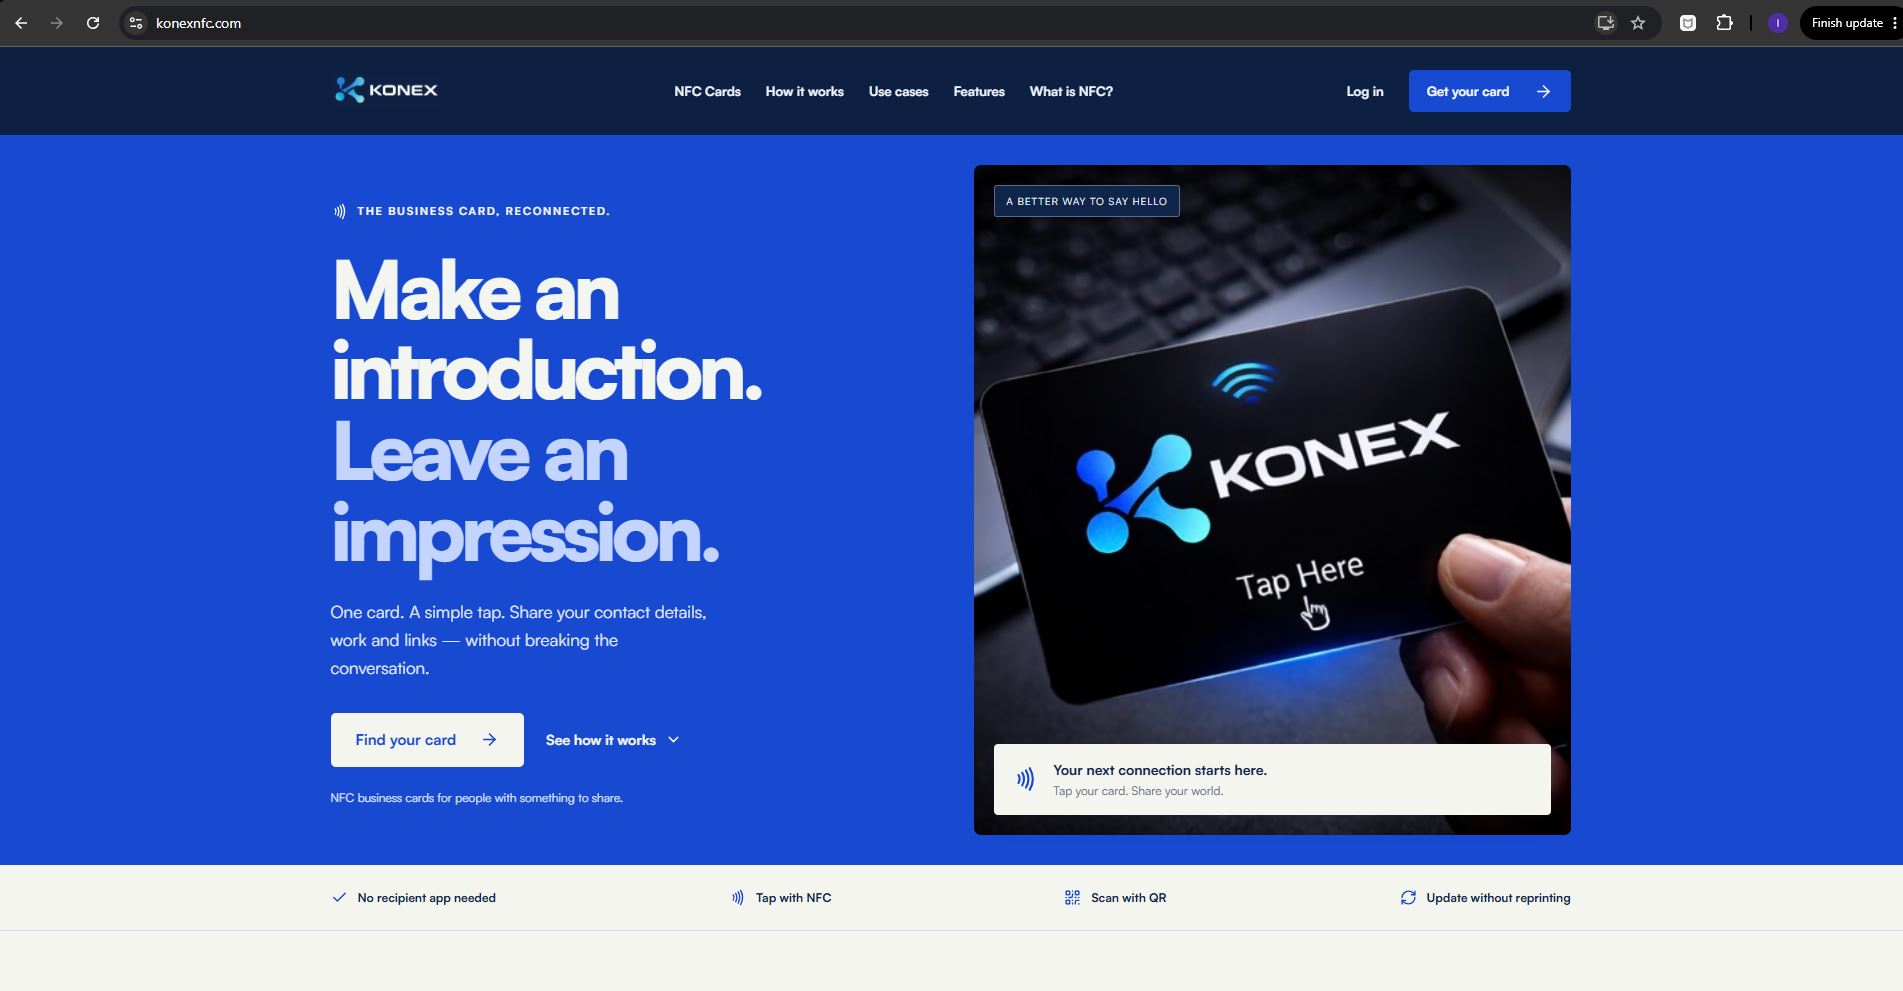 konexnfc.com
Finish update
KONEX
NFC Cards
How it works
Use cases
Features
What is NFC?
Log in
Get your card
THE BUSINESS CARD, RECONNECTED.
Make an
introduction.
Leave an
impression.
One card. A simple tap. Share your contact details,
work and links — without breaking the
conversation.
Find your card
See how it works
NFC business cards for people with something to share.
A BETTER WAY TO SAY HELLO
KONEX
Tap Here
Your next connection starts here.
Tap your card. Share your world.
No recipient app needed
Tap with NFC
Scan with QR
Update without reprinting